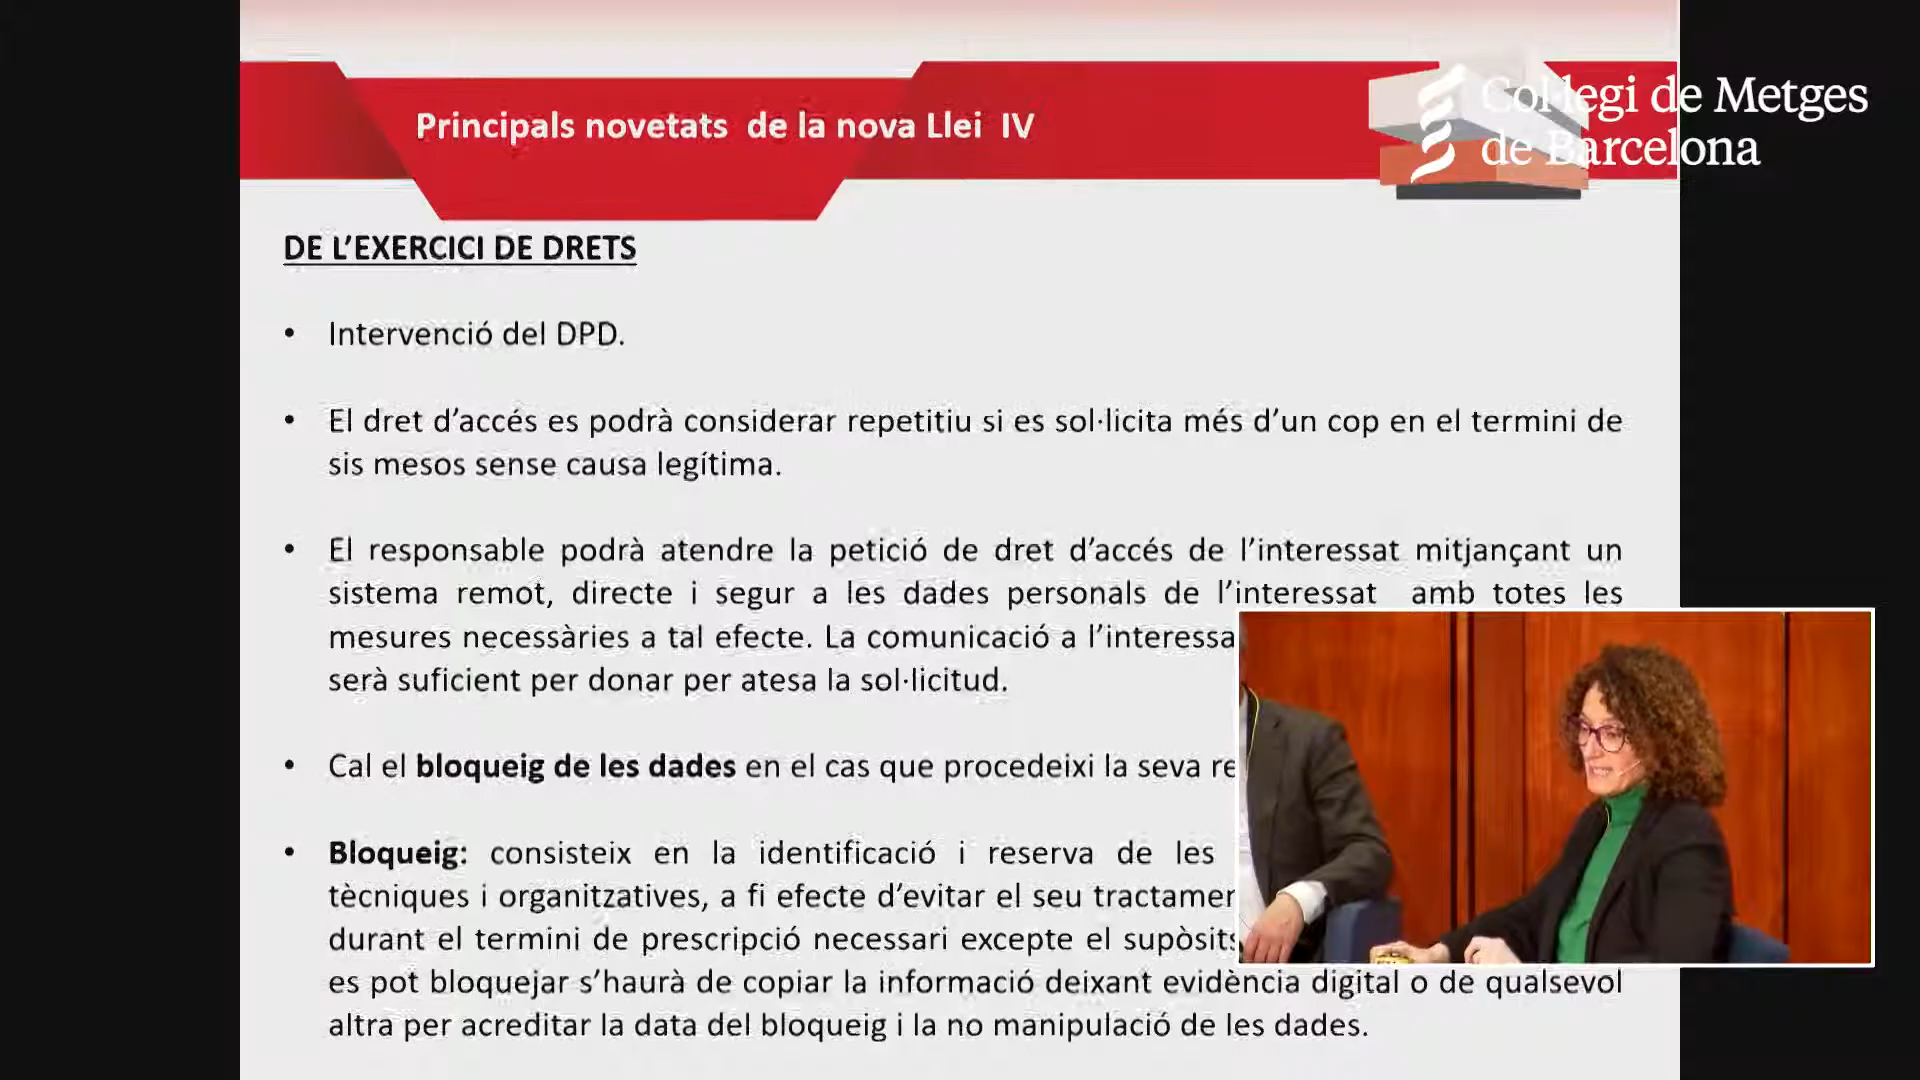 Principals novetats de la nova Llei IV
Col·legi de Metges
de Barcelona
DE L'EXERCICI DE DRETS
• Intervenció del DPD.
• El dret d'accés es podrà considerar repetitiu si es sol·licita més d'un cop en el termini de
sis mesos sense causa legítima.
• El responsable podrà atendre la petició de dret d'accés de l'interessat mitjançant un
sistema remot, directe i segur a les dades personals de l'interessat amb totes les
mesures necessàries a tal efecte. La comunicació a
serà suficient per donar per atesa la sol·licitud.
• Cal el bloqueig de les dades en el cas que procedeixi la seva
• Bloqueig: consisteix en la identificació i reserva de les
tècniques i organitzatives, a fi efecte d'evitar el seu
durant el termini de prescripció necessari excepte el
es pot bloquejar s'haurà de copiar la informació deixant evidència digital o de qualsevol
altra per acreditar la data del bloqueig i la no manipulació de les dades.